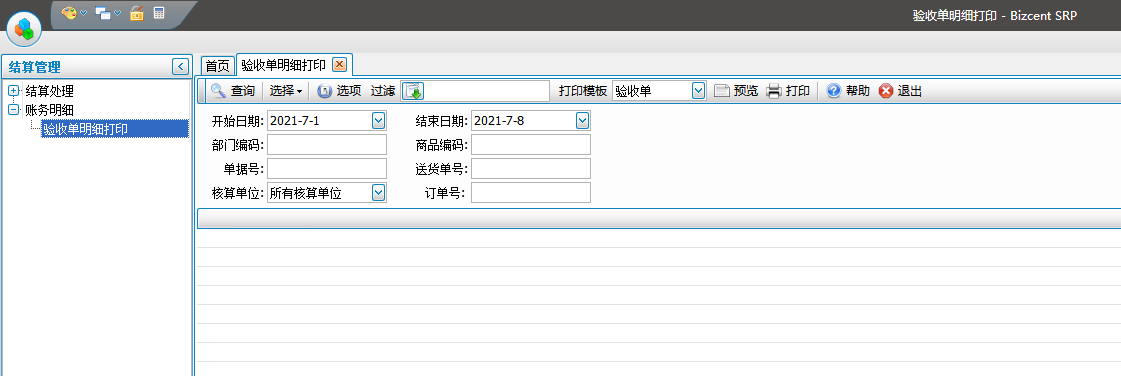 验收单明细打印 - Bizcent SRP
结算管理
结算处理
账务明细
验收单明细打印
首页 验收单明细打印
查询 选择 选项 过滤 打印模板 验收单 预览 打印 帮助 退出
开始日期: 2021-7-1 结束日期: 2021-7-8
部门编码: 商品编码:
单据号: 送货单号:
核算单位: 所有核算单位 订单号: